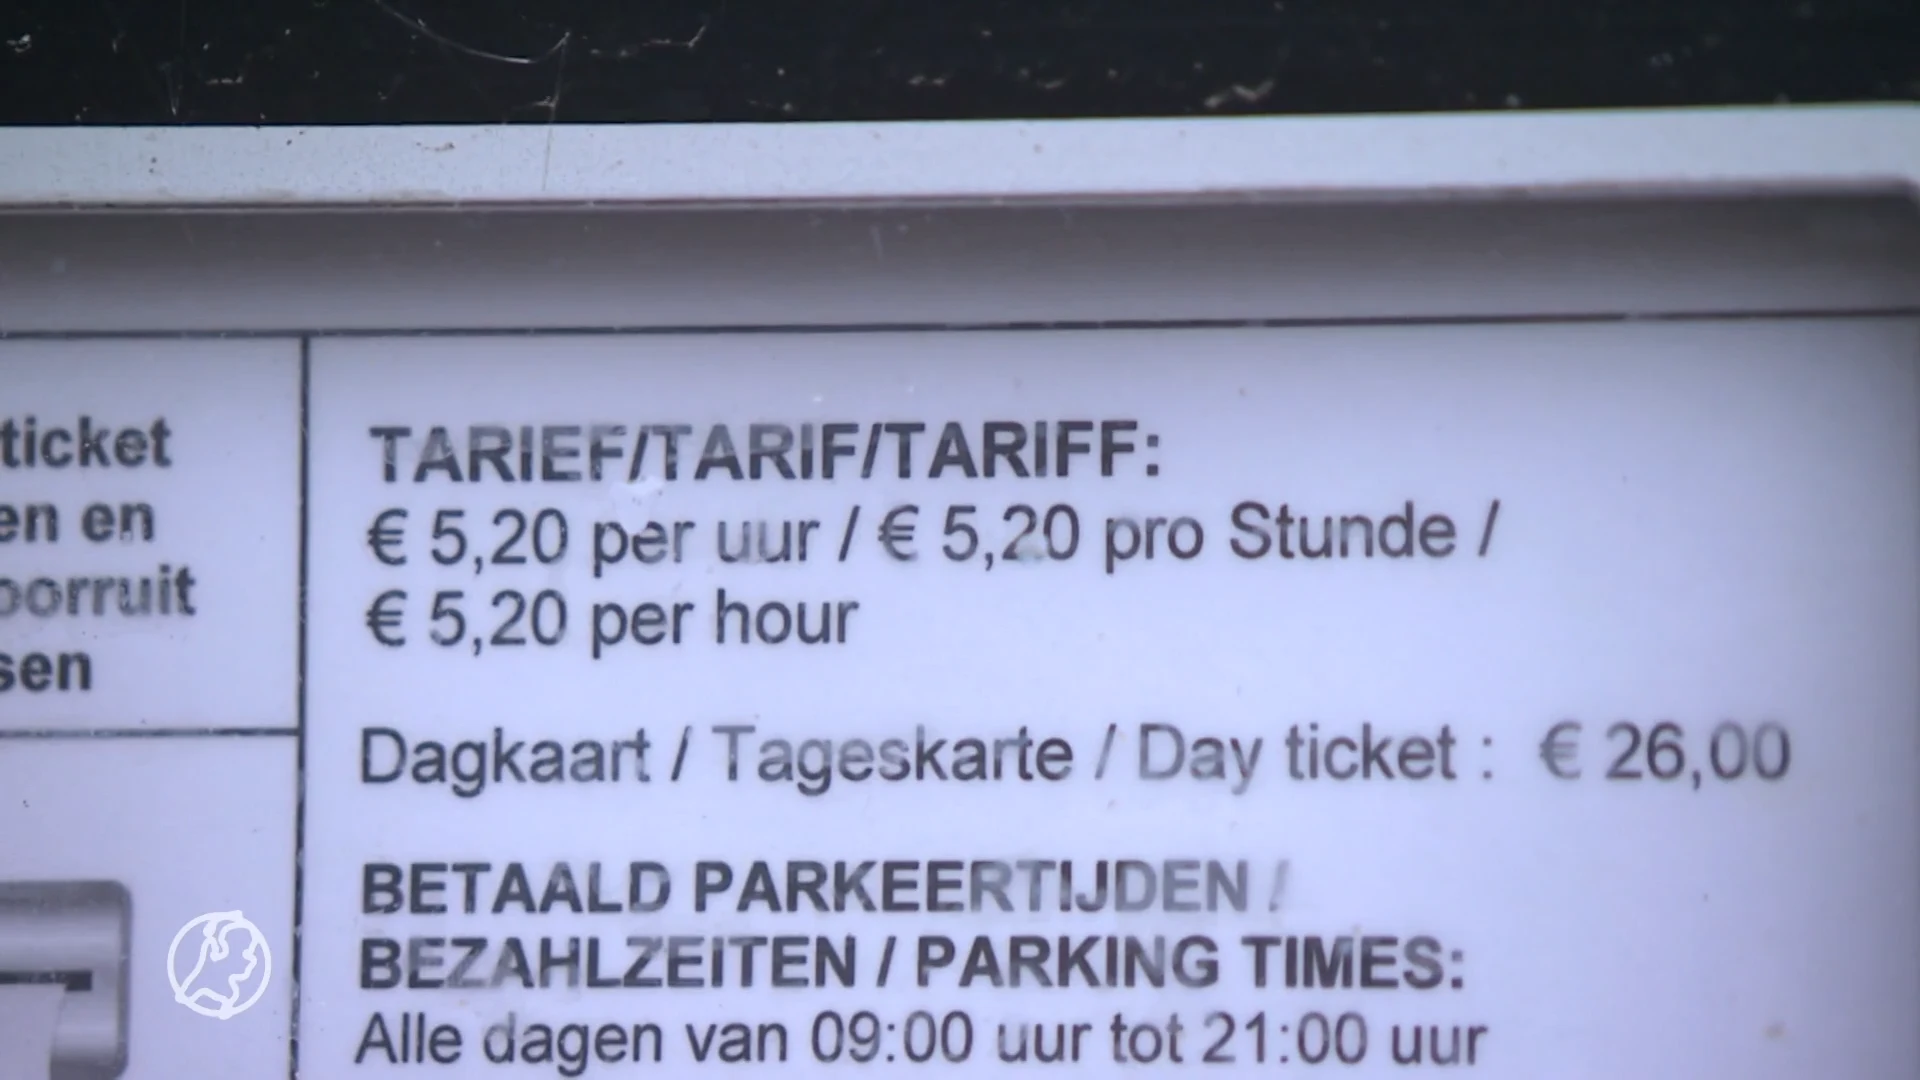 ticket
en en
oorruit
sen
TARIEF/TARIF/TARIFF:
€ 5,20 per uur / € 5,20 pro Stunde /
€ 5,20 per hour
Dagkaart / Tageskarte / Day ticket : € 26,00
BETAALD PARKEERTIJDEN /
BEZAHLZEITEN / PARKING TIMES:
Alle dagen van 09:00 uur tot 21:00 uur